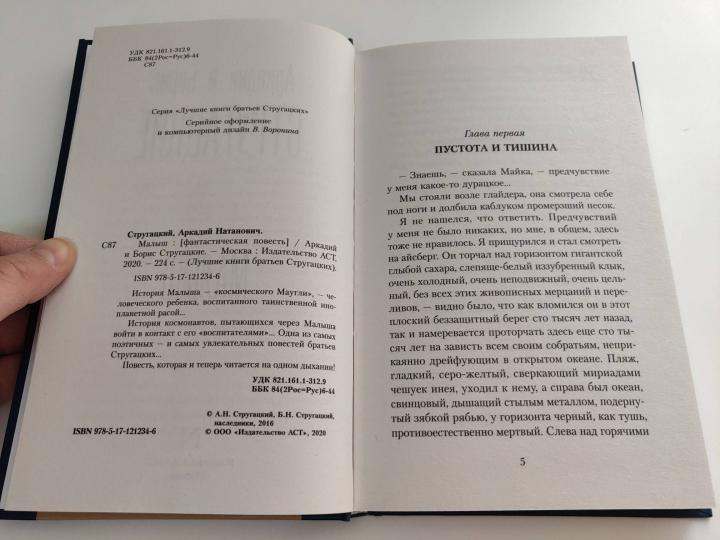 УДК 821.161.1-312.9
ББК 84(2Рос=Рус)6-44
С87
Серия «Лучшие книги братьев Стругацких»
Серийное оформление
и компьютерный дизайн В. Воронина
Стругацкий, Аркадий Натанович.
С87 Малыш : [фантастическая повесть] / Аркадий
и Борис Стругацкие. — Москва : Издательство АСТ,
2020. — 224 с. — (Лучшие книги братьев Стругацких).
ISBN 978-5-17-121234-6
История Малыша – «космического Маугли», – че-
ловеческого ребенка, воспитанного таинственной ино-
планетной расой...
История космонавтов, пытающихся через Малыша
войти в контакт с его «воспитателями»... Одна из самых
поэтичных — и самых увлекательных повестей братьев
Стругацких...
Повесть, которая и теперь читается на одном дыхании!
УДК 821.161.1-312.9
ББК 84(2Рос=Рус)6-44
© А.Н. Стругацкий, Б.Н. Стругацкий,
наследники, 2016
ISBN 978-5-17-121234-6 © ООО «Издательство АСТ», 2020
Глава первая
ПУСТОТА И ТИШИНА
— Знаешь, — сказала Майка, — предчувствие
у меня какое-то дурацкое...
Мы стояли возле глайдера, она смотрела себе
под ноги и долбила каблуком промерзший песок.
Я не нашелся, что ответить. Предчувствий
у меня не было никаких, но мне, в общем, здесь
тоже не нравилось. Я прищурился и стал смотреть
на айсберг. Он торчал над горизонтом гигантской
глыбой сахара, слепяще-белый иззубренный клык,
очень холодный, очень неподвижный, очень цель-
ный, без всех этих живописных мерцаний и пере-
ливов, — видно было, что как вломился он в этот
плоский беззащитный берег сто тысяч лет назад,
так и намеревается проторчать здесь еще сто ты-
сяч лет на зависть всем своим собратьям, непри-
каянно дрейфующим в открытом океане. Пляж,
гладкий, серо-желтый, сверкающий мириадами
чешуек инея, уходил к нему, а справа был океан,
свинцовый, дышащий стылым металлом, подерну-
тый зябкой рябью, у горизонта черный, как тушь,
противоестественно мертвый. Слева над горячими
5